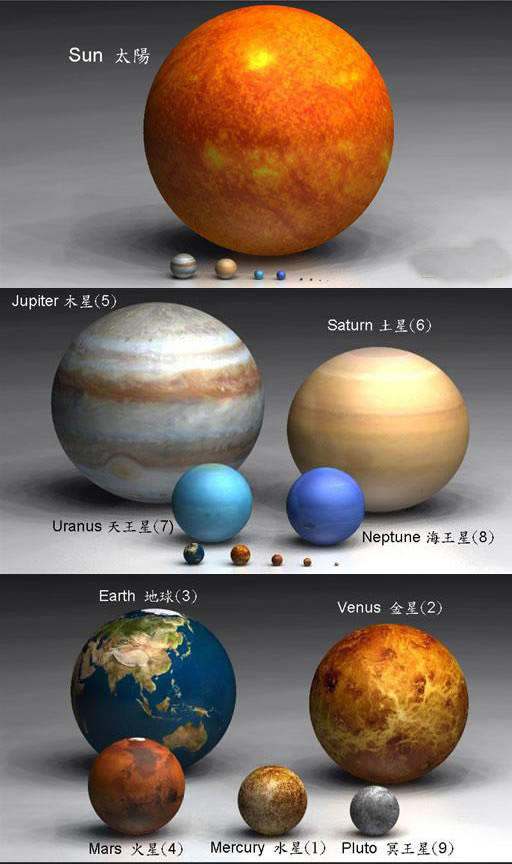 Sun 太陽
Jupiter 木星(5)
Saturn 土星(6)
Uranus 天王星(7)
Neptune 海王星(8)
Earth 地球(3)
Venus 金星(2)
Mars 火星(4)
Mercury 水星(1)
Pluto 冥王星(9)